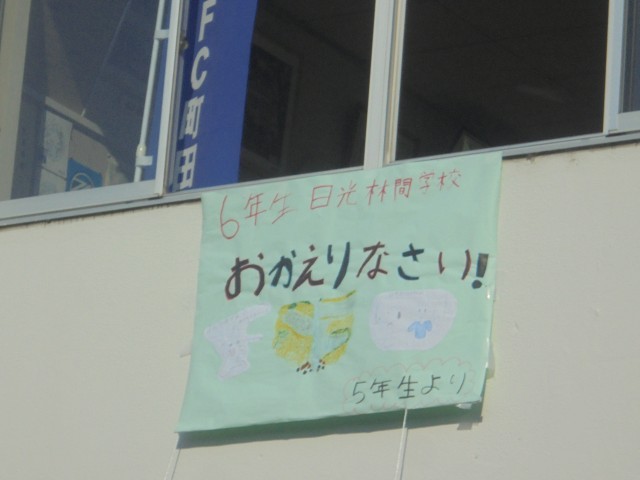 FC町田
6年生 日光林間学校
おかえりなさい!
5年生より